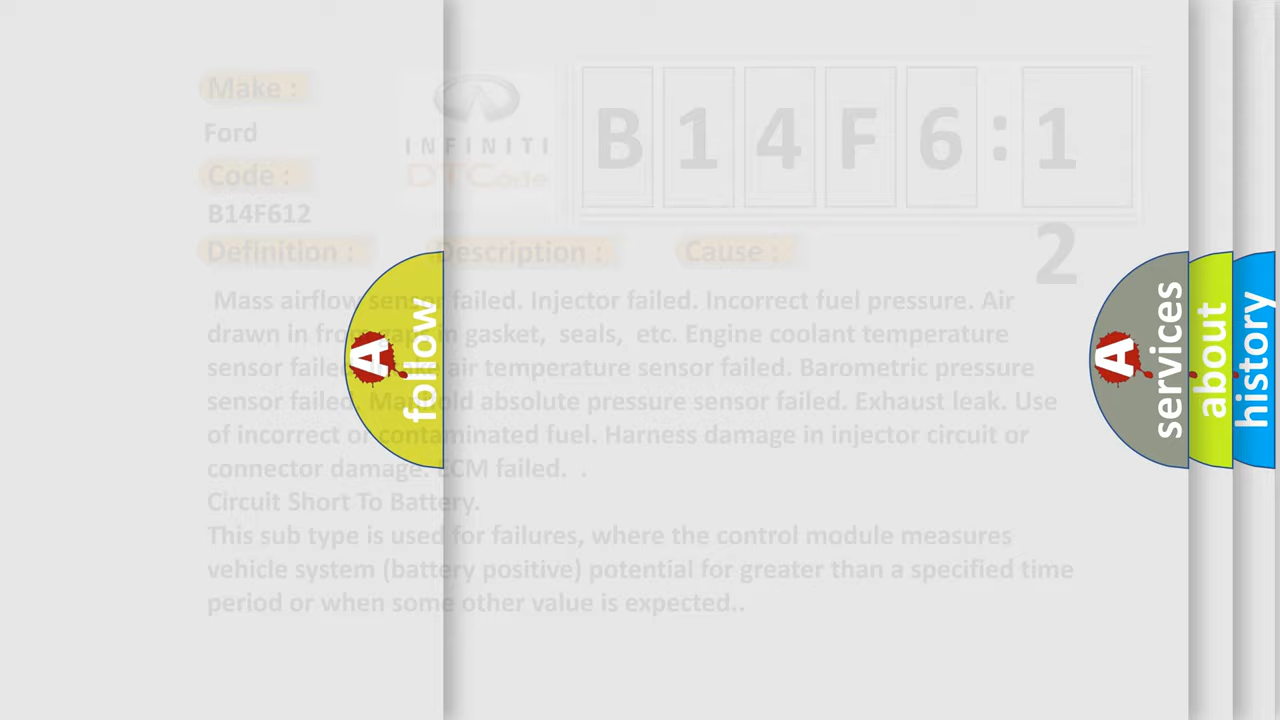 Make :
Ford
Code :
B14F612
INFINITI
DTCode
B 1 4 F 6 : 1
2
Definition :
Description :
Cause :
Mass airflow sensor failed. Injector failed. Incorrect fuel pressure. Air
drawn in from gap in gasket, seals, etc. Engine coolant temperature
sensor failed. Intake air temperature sensor failed. Barometric pressure
sensor failed. Manifold absolute pressure sensor failed. Exhaust leak. Use
of incorrect or contaminated fuel. Harness damage in injector circuit or
connector damage. ECM failed. .
Circuit Short To Battery.
This sub type is used for failures, where the control module measures
vehicle system (battery positive) potential for greater than a specified time
period or when some other value is expected..
A
follow
A
services
about
history